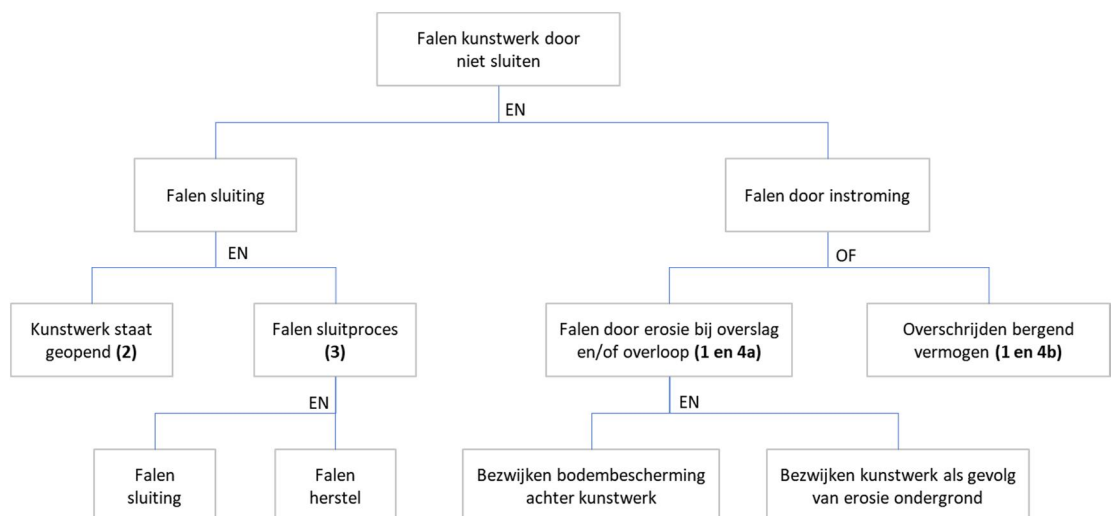 Falen kunstwerk door
niet sluiten
EN
Falen sluiting
Falen door instroming
EN
OF
Kunstwerk staat
geopend (2)
Falen sluitproces
(3)
Falen door erosie bij overslag
en/of overloop (1 en 4a)
Overschrijden bergend
vermogen (1 en 4b)
EN
EN
Falen
sluiting
Falen
herstel
Bezwijken bodembescherming
achter kunstwerk
Bezwijken kunstwerk als gevolg
van erosie ondergrond